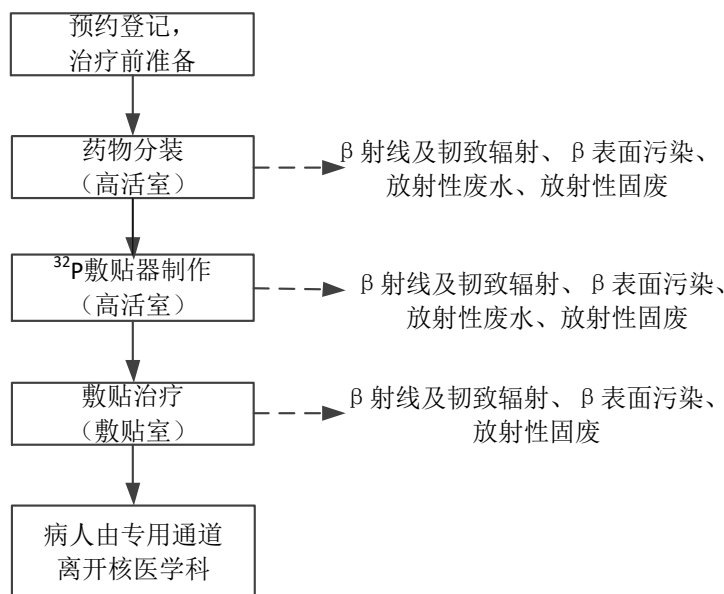 预约登记，
治疗前准备
药物分装
（高活室）
β射线及韧致辐射、β表面污染、
放射性废水、放射性固废
³²P敷贴器制作
（高活室）
β射线及韧致辐射、β表面污染、
放射性废水、放射性固废
敷贴治疗
（敷贴室）
β射线及韧致辐射、β表面污染、
放射性固废
病人由专用通道
离开核医学科